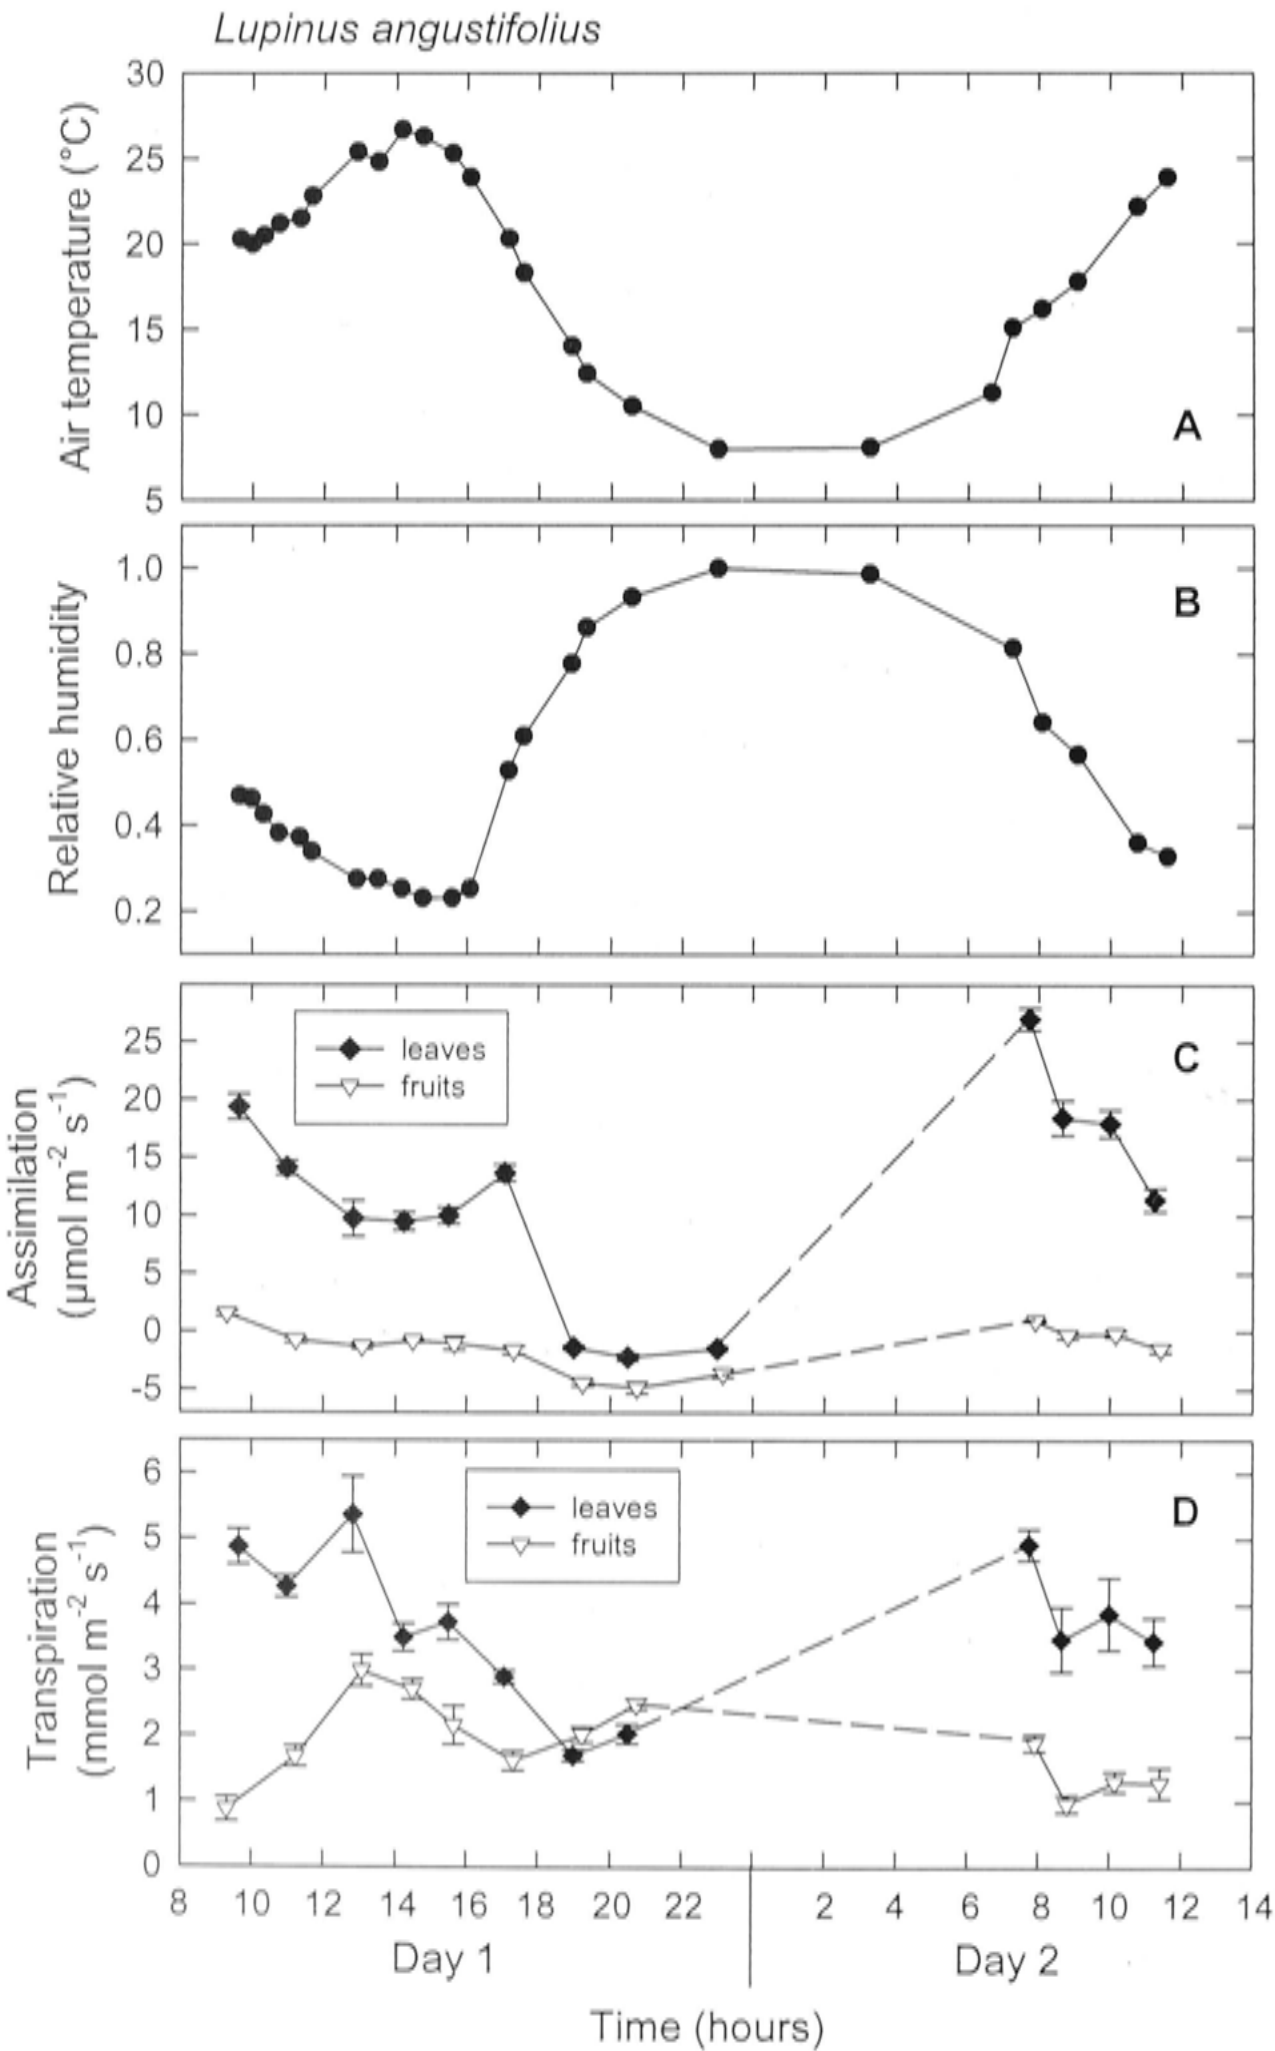 Lupinus angustifolius
30
25
20
15
10
5
Air temperature (°C)
A
1.0
0.8
0.6
0.4
0.2
Relative humidity
B
25
20
15
10
5
0
-5
Assimilation
(µmol m-2 s-1)
leaves
fruits
C
6
5
4
3
2
1
0
Transpiration
(mmol m-2 s-1)
leaves
fruits
D
8 10 12 14 16 18 20 22 2 4 6 8 10 12 14
Day 1 Day 2
Time (hours)